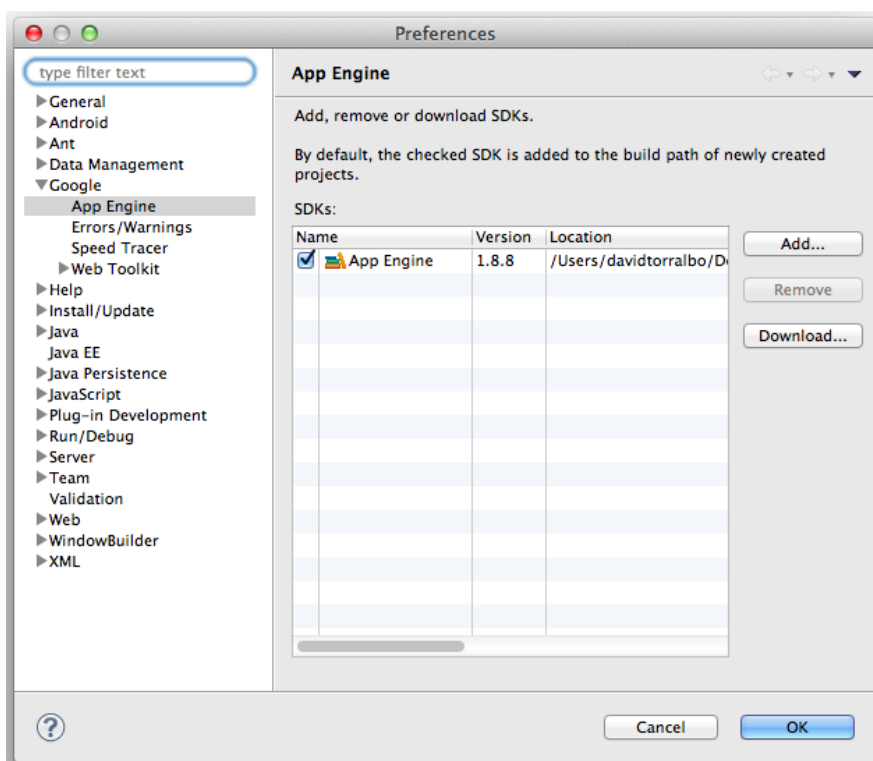 Preferences
type filter text
General
Android
Ant
Data Management
Google
App Engine
Errors/Warnings
Speed Tracer
Web Toolkit
Help
Install/Update
Java
Java EE
Java Persistence
JavaScript
Plug-in Development
Run/Debug
Server
Team
Validation
Web
WindowBuilder
XML
App Engine
Add, remove or download SDKs.
By default, the checked SDK is added to the build path of newly created
projects.
SDKs:
Name Version Location
App Engine 1.8.8 /Users/davidtorralbo/D
Add...
Remove
Download...
?
Cancel OK